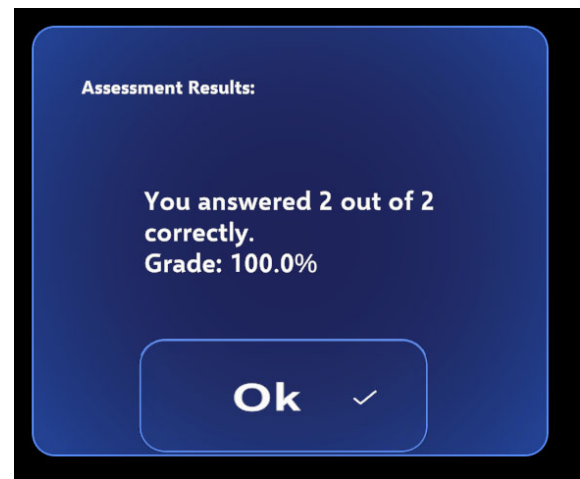 Assessment Results:
You answered 2 out of 2
correctly.
Grade: 100.0%
Ok